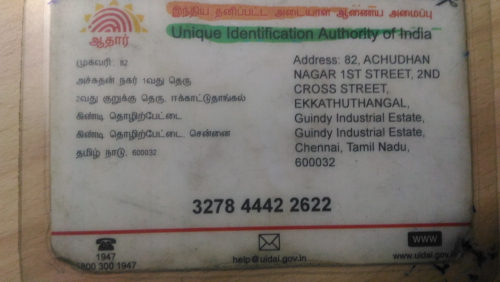 இந்திய தனிப்பட்ட அடையாள ஆணைய அமைப்பு
Unique Identification Authority of India
ஆதார்
முகவரி: 82
அச்சுதன் நகர் 1வது தெரு
2வது குறுக்கு தெரு, ஈக்காட்டுதாங்கல்
கிண்டி தொழிற்பேட்டை
கிண்டி தொழிற்பேட்டை, சென்னை
தமிழ் நாடு, 600032
Address: 82, ACHUDHAN
NAGAR 1ST STREET, 2ND
CROSS STREET,
EKKATHUTHANGAL,
Guindy Industrial Estate,
Guindy Industrial Estate,
Chennai, Tamil Nadu,
600032
3278 4442 2622
1947
800 300 1947
help@uidai.gov.in
www
www.uidai.gov.in